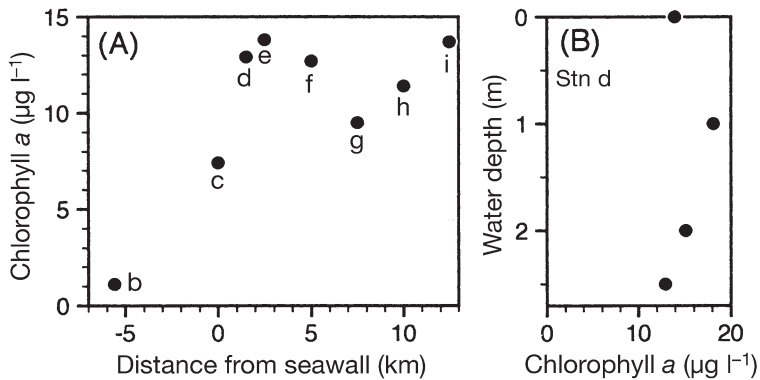 (A)
15
10
5
0
Chlorophyll a (µg l⁻¹)
b
c
d
e
f
g
h
i
-5
0
5
10
Distance from seawall (km)
(B)
Stn d
0
1
2
Water depth (m)
0
10
20
Chlorophyll a (µg l⁻¹)